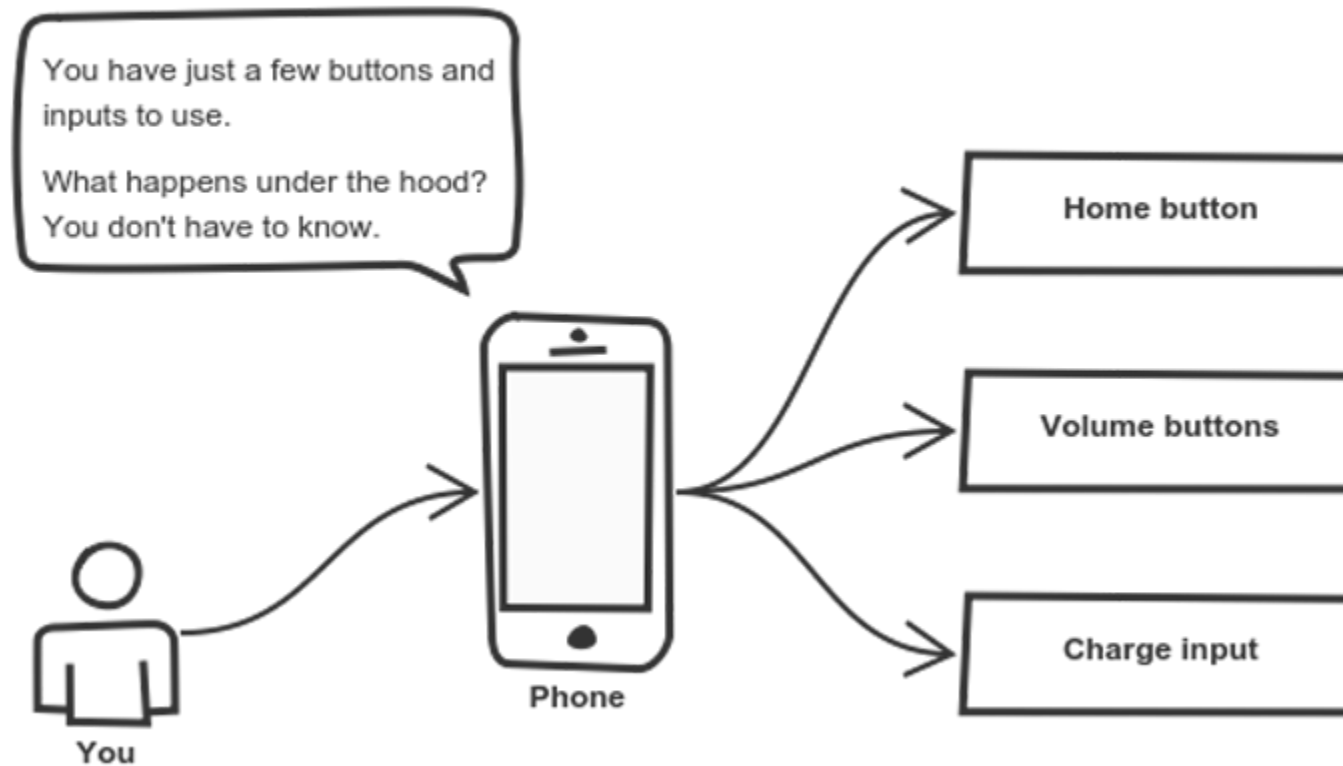 You have just a few buttons and
inputs to use.
What happens under the hood?
You don't have to know.
Home button
Volume buttons
Charge input
Phone
You